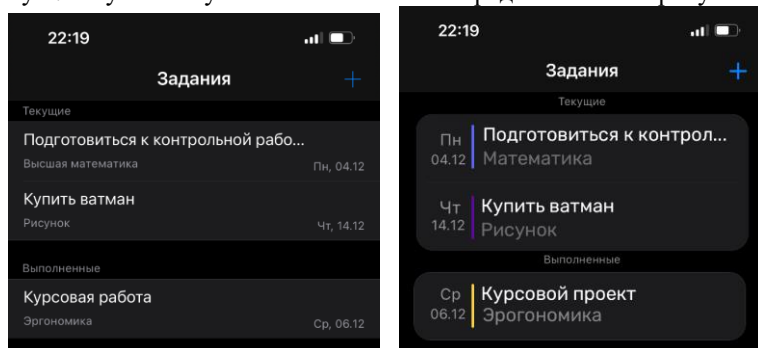 22:19
Задания
Текущие
Подготовиться к контрольной рабо...
Высшая математика
Пн, 04.12
Купить ватман
Рисунок
Чт, 14.12
Выполненные
Курсовая работа
Эргономика
Ср, 06.12
22:19
Задания
Текущие
Пн
04.12
Подготовиться к контрол...
Математика
Чт
14.12
Купить ватман
Рисунок
Выполненные
Ср
06.12
Курсовой проект
Эрогономика